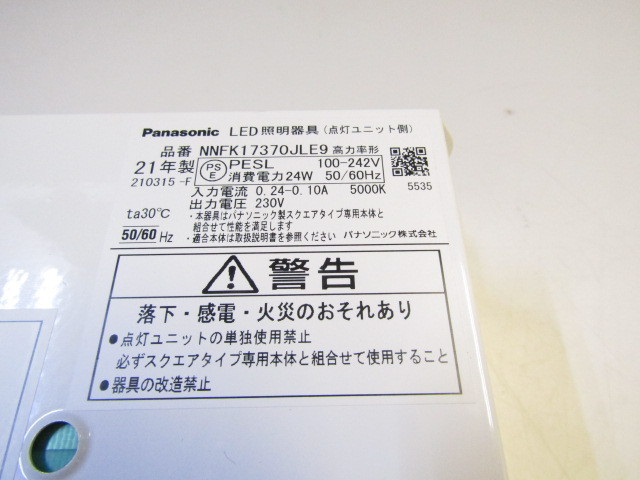 Panasonic LED照明器具(点灯ユニット側)
品番 NNFK17370JLE9 高力率形
21年製 PS E PESL 100-242V
210315-F 消費電力24W 50/60Hz
入力電流 0.24-0.10A 5000K 5535
出力電圧 230V
ta30℃ ・本器具はパナソニック製スクエアタイプ専用本体と
組合せて性能を満足します
50/60 Hz ・適合本体は取扱説明書を参照ください パナソニック株式会社
警告
落下・感電・火災のおそれあり
●点灯ユニットの単独使用禁止
必ずスクエアタイプ専用本体と組合せて使用すること
●器具の改造禁止